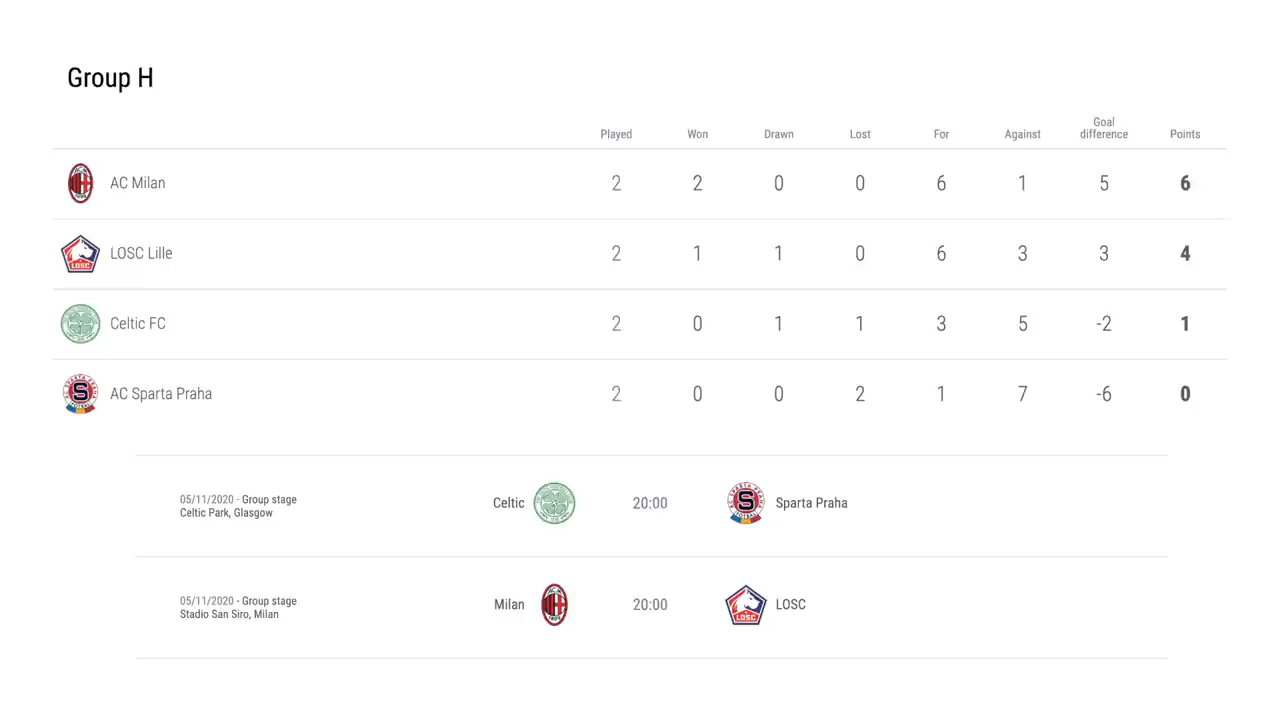 Group H
Played Won Drawn Lost For Against Goal difference Points
AC Milan 2 2 0 0 6 1 5 6
LOSC Lille 2 1 1 0 6 3 3 4
Celtic FC 2 0 1 1 3 5 -2 1
AC Sparta Praha 2 0 0 2 1 7 -6 0
05/11/2020 - Group stage
Celtic Park, Glasgow
Celtic 20:00 Sparta Praha
05/11/2020 - Group stage
Stadio San Siro, Milan
Milan 20:00 LOSC